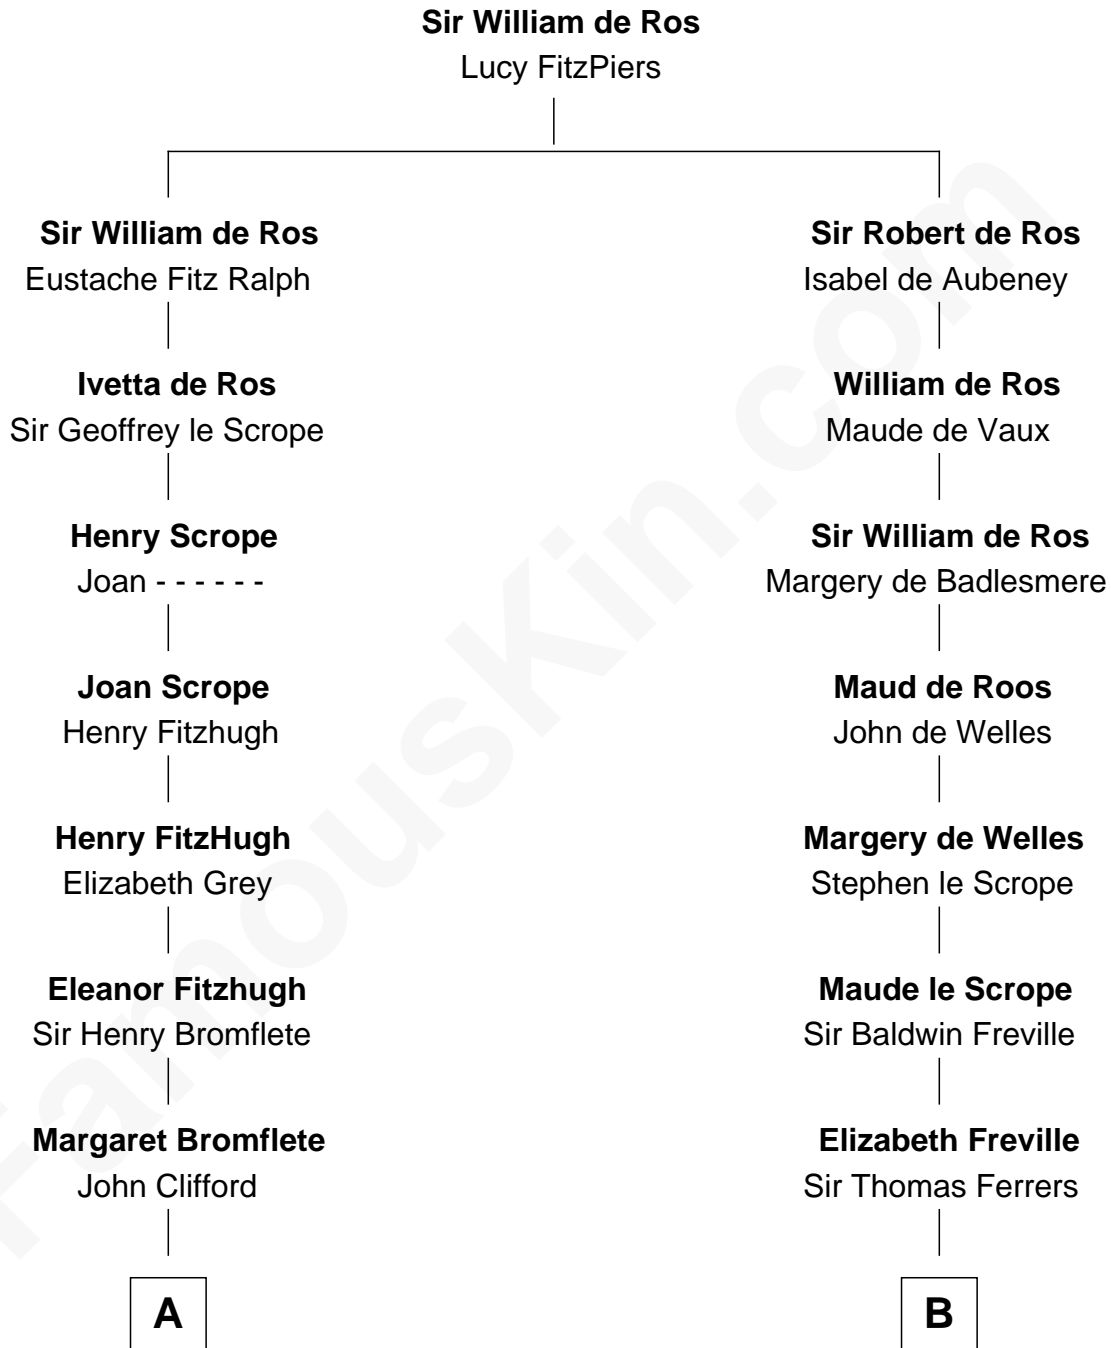 Sir William de Ros
Lucy FitzPiers
Sir William de Ros
Eustache Fitz Ralph
Sir Robert de Ros
Isabel de Aubeney
Ivetta de Ros
Sir Geoffrey le Scrope
William de Ros
Maude de Vaux
Henry Scrope
Joan - - - - - -
Sir William de Ros
Margery de Badlesmere
Joan Scrope
Henry Fitzhugh
Maud de Roos
John de Welles
Henry FitzHugh
Elizabeth Grey
Margery de Welles
Stephen le Scrope
Eleanor Fitzhugh
Sir Henry Bromflete
Maude le Scrope
Sir Baldwin Freville
Margaret Bromflete
John Clifford
Elizabeth Freville
Sir Thomas Ferrers
A
B
FamousKin.com